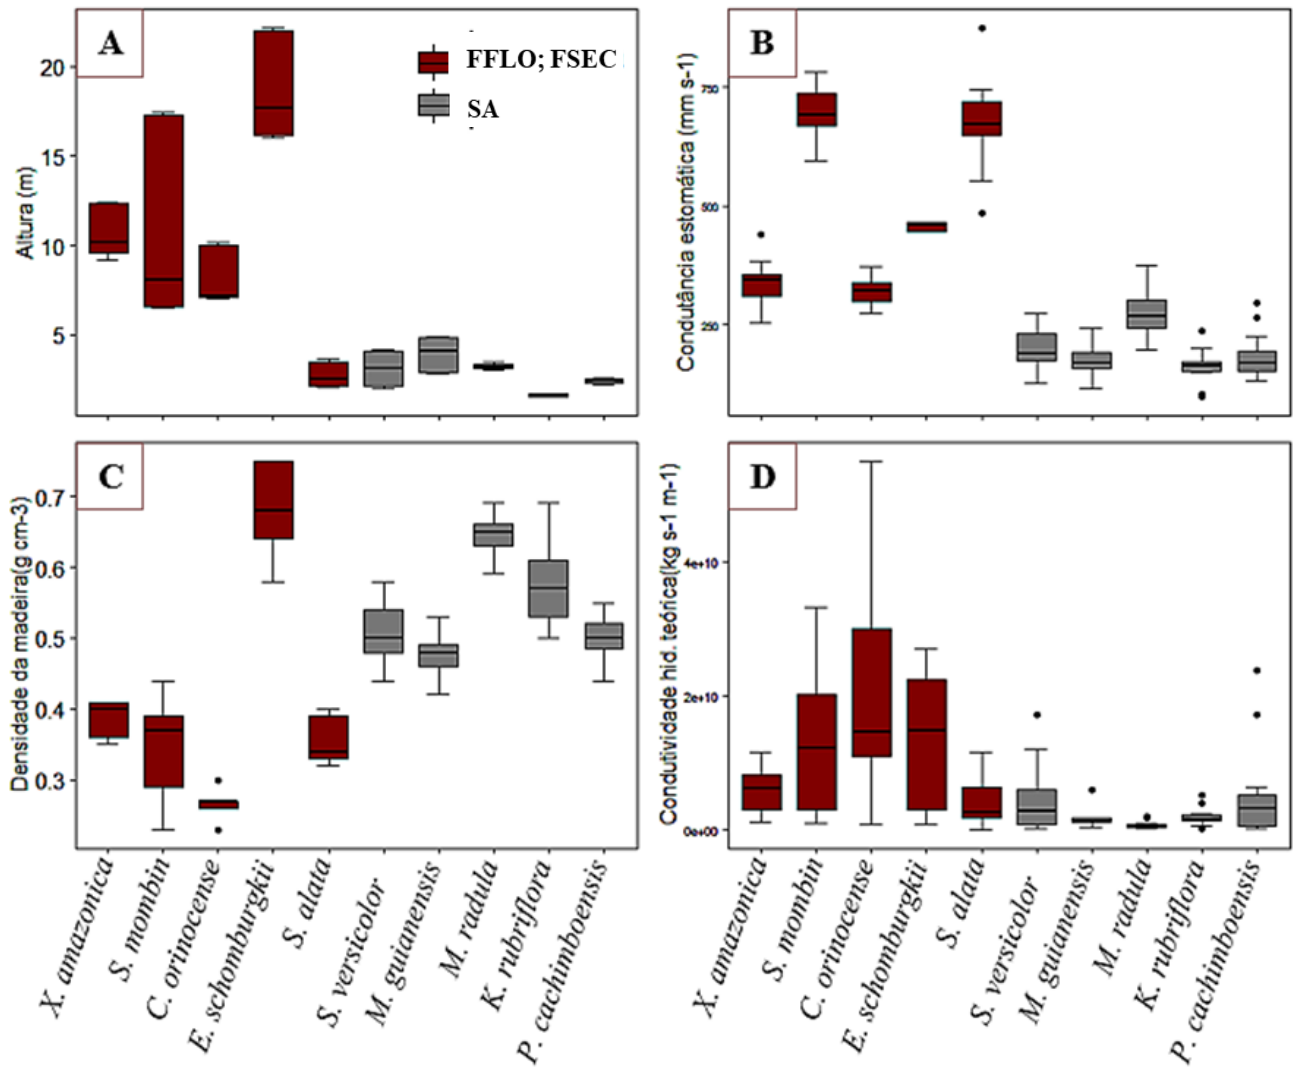 A
FFLO; FSEC
SA
Altura (m)
20
15
10
5
B
Condutância estomática (mm s-1)
750
500
250
C
Densidade da madeira(g cm-3)
0.7
0.6
0.5
0.4
0.3
D
Condutividade hid. teórica(kg s-1 m-1)
4e+10
2e+10
0e+00
X. amazonica
S. mombin
C. orinocense
E. schomburgkii
S. alata
S. versicolor
M. guianensis
M. radula
K. rubriflora
P. cachimboensis
X. amazonica
S. mombin
C. orinocense
E. schomburgkii
S. alata
S. versicolor
M. guianensis
M. radula
K. rubriflora
P. cachimboensis